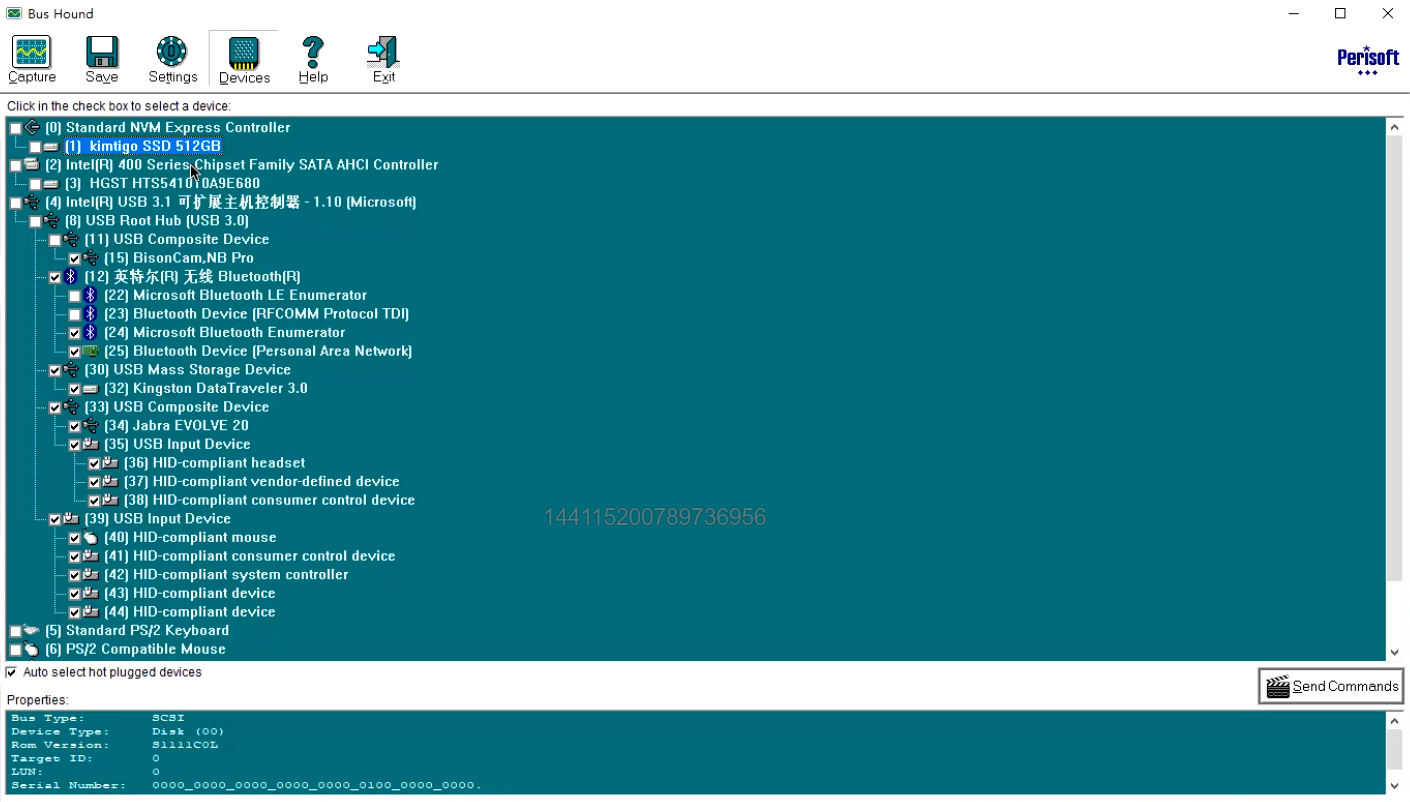 Bus Hound
Capture Save Settings Devices Help Exit
Perisoft
Click in the check box to select a device:
(0) Standard NVM Express Controller
(1) kimtigo SSD 512GB
(2) Intel(R) 400 Series Chipset Family SATA AHCI Controller
(3) HGST HTS541010A9E680
(4) Intel(R) USB 3.1 可扩展主机控制器 - 1.10 (Microsoft)
(8) USB Root Hub (USB 3.0)
(11) USB Composite Device
(15) BisonCam,NB Pro
(12) 英特尔(R) 无线 Bluetooth(R)
(22) Microsoft Bluetooth LE Enumerator
(23) Bluetooth Device (RFCOMM Protocol TDI)
(24) Microsoft Bluetooth Enumerator
(25) Bluetooth Device (Personal Area Network)
(30) USB Mass Storage Device
(32) Kingston DataTraveler 3.0
(33) USB Composite Device
(34) Jabra EVOLVE 20
(35) USB Input Device
(36) HID-compliant headset
(37) HID-compliant vendor-defined device
(38) HID-compliant consumer control device
(39) USB Input Device
144115200789736956
(40) HID-compliant mouse
(41) HID-compliant consumer control device
(42) HID-compliant system controller
(43) HID-compliant device
(44) HID-compliant device
(5) Standard PS/2 Keyboard
(6) PS/2 Compatible Mouse
Auto select hot plugged devices
Send Commands
Properties:
Bus Type: SCSI
Device Type: Disk (00)
Rom Version: S1111C0L
Target ID: 0
LUN: 0
Serial Number: 0000_0000_0000_0000_0000_0100_0000_0000.